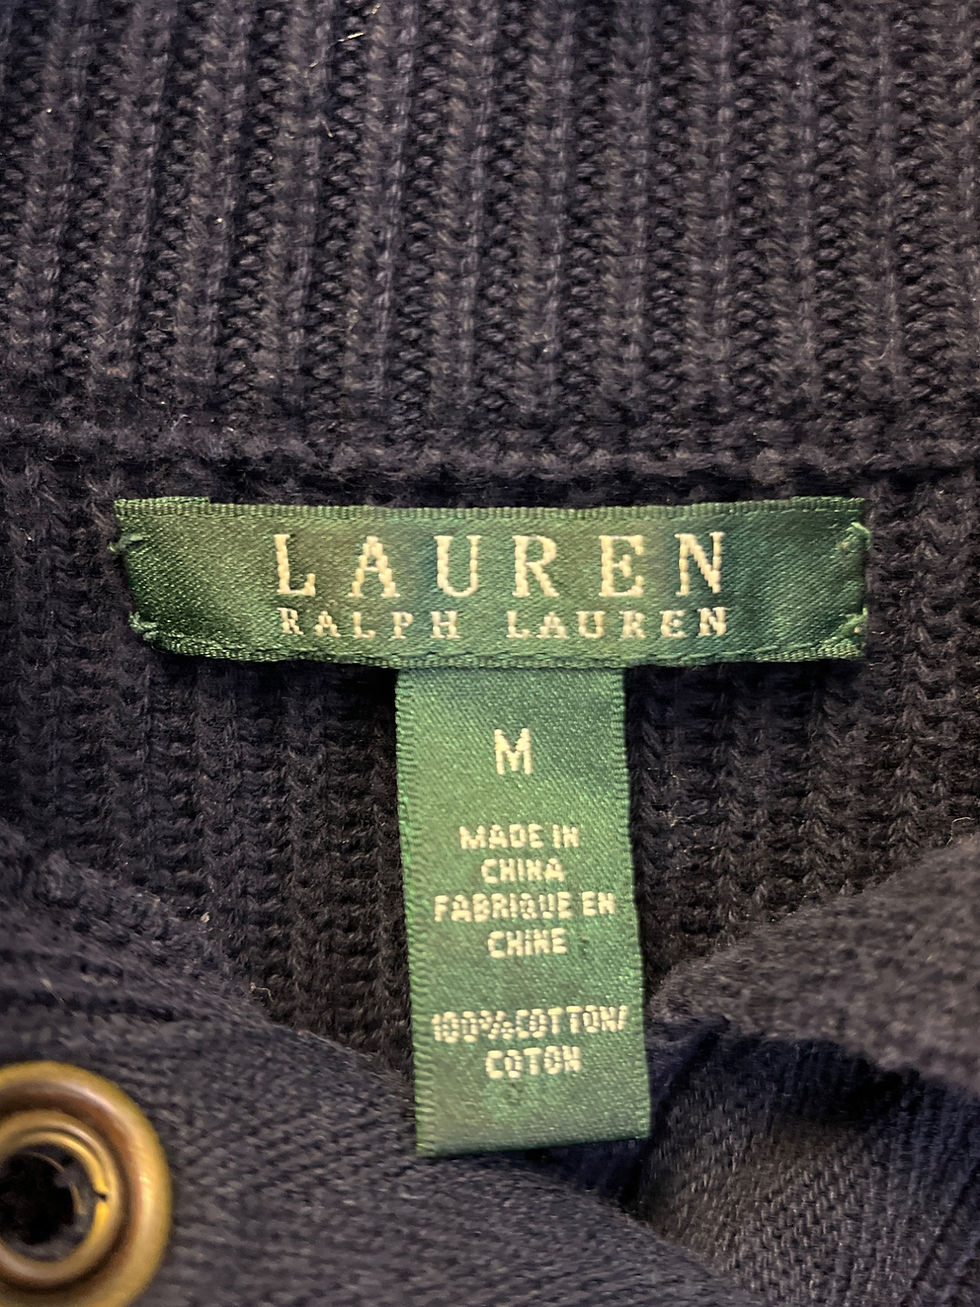 LAUREN
RALPH LAUREN
M
MADE IN
CHINA
FABRIQUE EN
CHINE
100% COTTON/
COTON